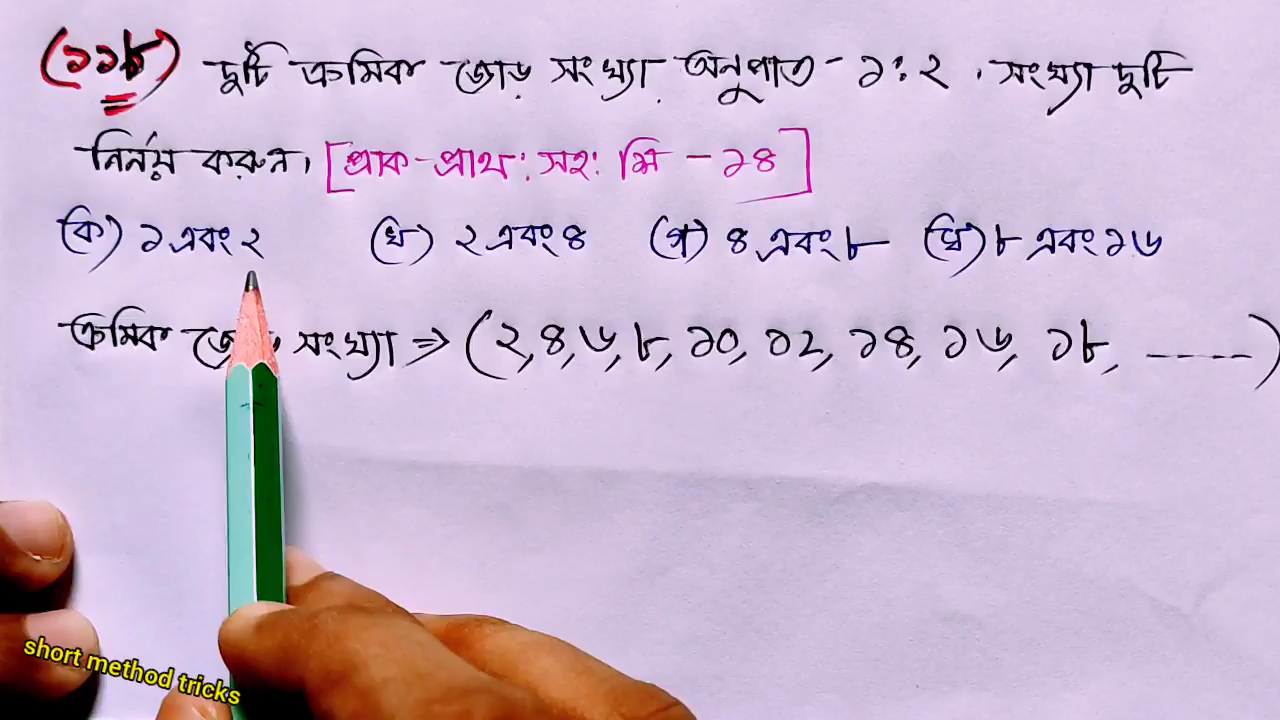 (১১৮) দুটি ক্রমিক জোড় সংখ্যা অনুপাত - ১ : ২ . সংখ্যা দুটি
নির্নয় করুন। [প্রাক-প্রাথ: সহ: শি - ১৪]
(ক) ১ এবং ২ (খ) ২ এবং ৪ (গ) ৪ এবং ৮ (ঘ) ৮ এবং ১৬
ক্রমিক সংখ্যা ⇒ (২, ৪, ৬, ৮, ১০, ১২, ১৪, ১৬, ১৮, -----)
short method tricks